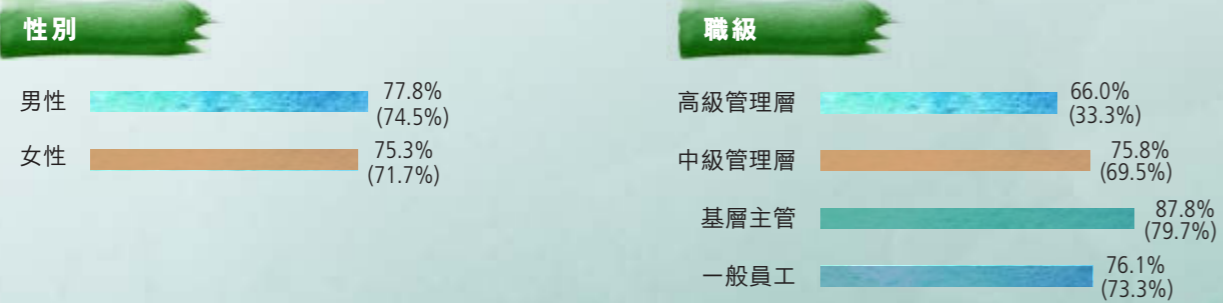 性別
男性
77.8%
(74.5%)
女性
75.3%
(71.7%)
職級
高級管理層
66.0%
(33.3%)
中級管理層
75.8%
(69.5%)
基層主管
87.8%
(79.7%)
一般員工
76.1%
(73.3%)